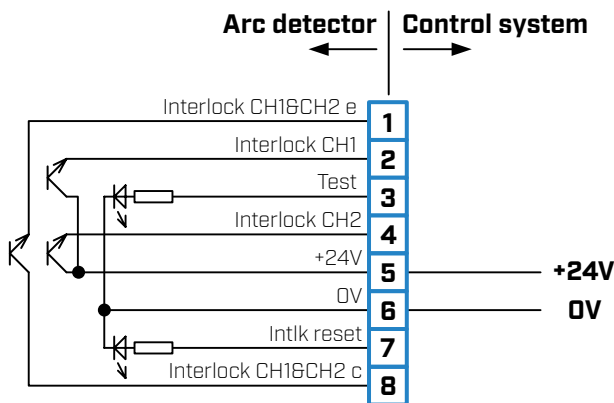 Arc detector Control system
Interlock CH1&CH2 e
1
Interlock CH1
2
Test
3
Interlock CH2
4
+24V
5
+24V
0V
6
0V
Intlk reset
7
Interlock CH1&CH2 c
8